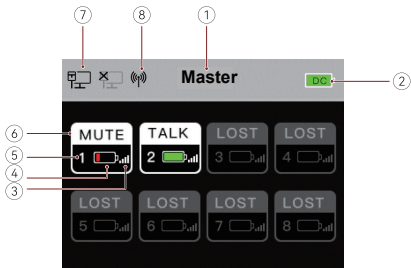 ⑦ ⑧ ①
Master
DC
②
⑥ MUTE TALK LOST LOST
⑤ 1 2 3 4
④
③
LOST LOST LOST LOST
5 6 7 8